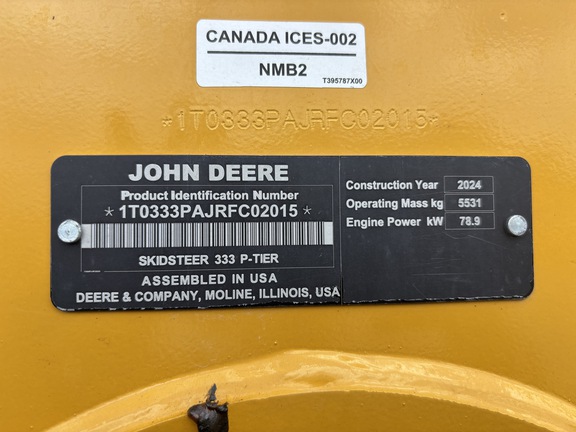 CANADA ICES-002
NMB2
T395787X00
*1T0333PAJRFC02015*
JOHN DEERE
Product Identification Number
*1T0333PAJRFC02015*
SKIDSTEER 333 P-TIER
ASSEMBLED IN USA
DEERE & COMPANY, MOLINE, ILLINOIS, USA
Construction Year 2024
Operating Mass kg 5531
Engine Power kW 78.9